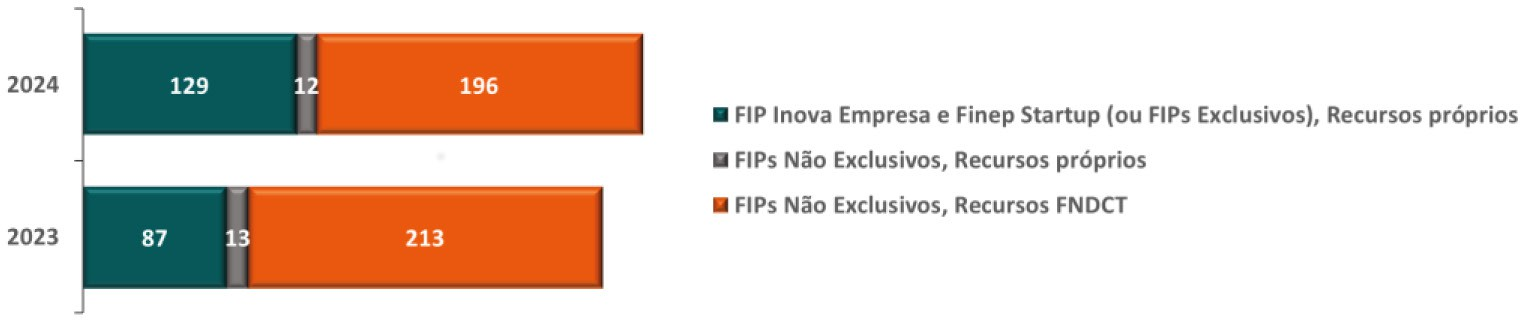 2024
129
12
196
FIP Inova Empresa e Finep Startup (ou FIPs Exclusivos), Recursos próprios
FIPs Não Exclusivos, Recursos próprios
FIPs Não Exclusivos, Recursos FNDCT
2023
87
13
213